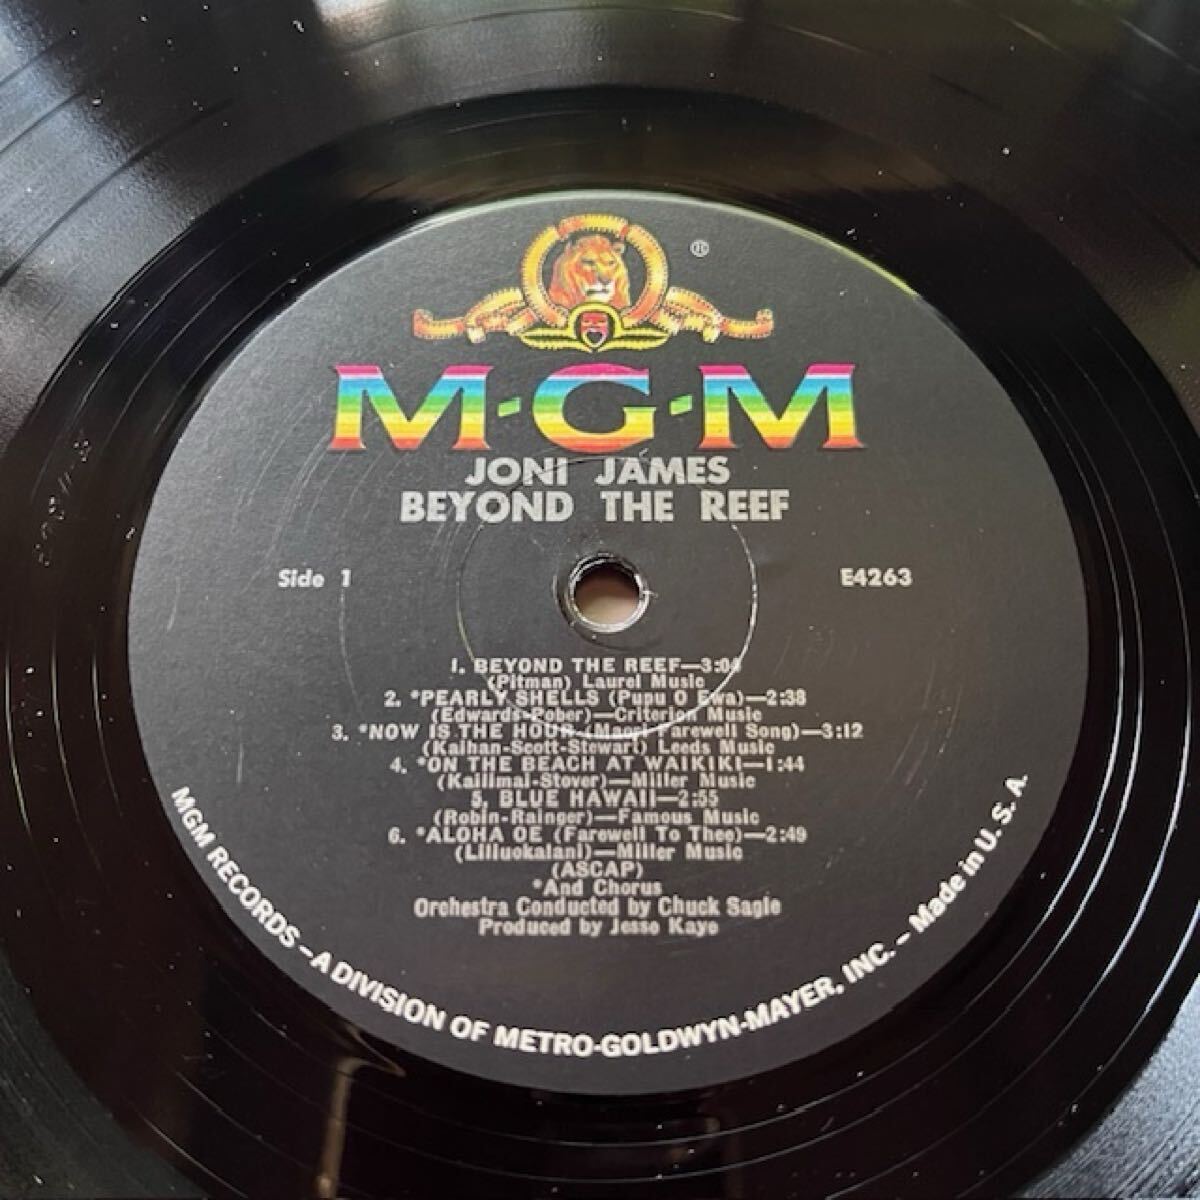 ®
M-G-M
JONI JAMES
BEYOND THE REEF
Side 1
E4263
1. BEYOND THE REEF—3:04
(Pitman) Laurel Music
2. *PEARLY SHELLS (Pupu O Ewa)—2:38
(Edwards-Pober)—Criterion Music
3. *NOW IS THE HOUR (Maori Farewell Song)—3:12
(Kaihan-Scott-Stewart) Leeds Music
4. *ON THE BEACH AT WAIKIKI—1:44
(Kailimai-Stover)—Miller Music
5. BLUE HAWAII—2:55
(Robin-Rainger)—Famous Music
6. *ALOHA OE (Farewell To Thee)—2:49
(Liliuokalani)—Miller Music
(ASCAP)
*And Chorus
Orchestra Conducted by Chuck Sagle
Produced by Jesse Kaye
MGM RECORDS – A DIVISION OF METRO-GOLDWYN-MAYER, INC. – Made in U. S. A.